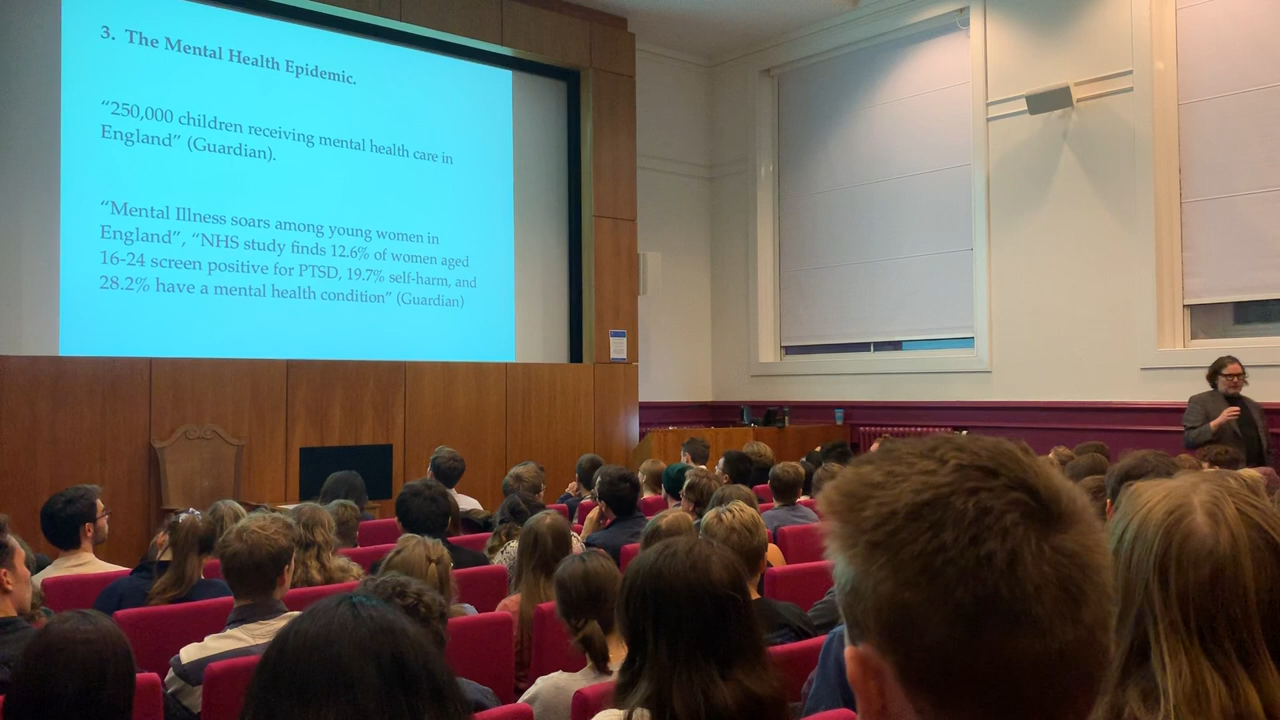 3. The Mental Health Epidemic.
“250,000 children receiving mental health care in
England” (Guardian).
“Mental Illness soars among young women in
England”, “NHS study finds 12.6% of women aged
16-24 screen positive for PTSD, 19.7% self-harm, and
28.2% have a mental health condition” (Guardian)